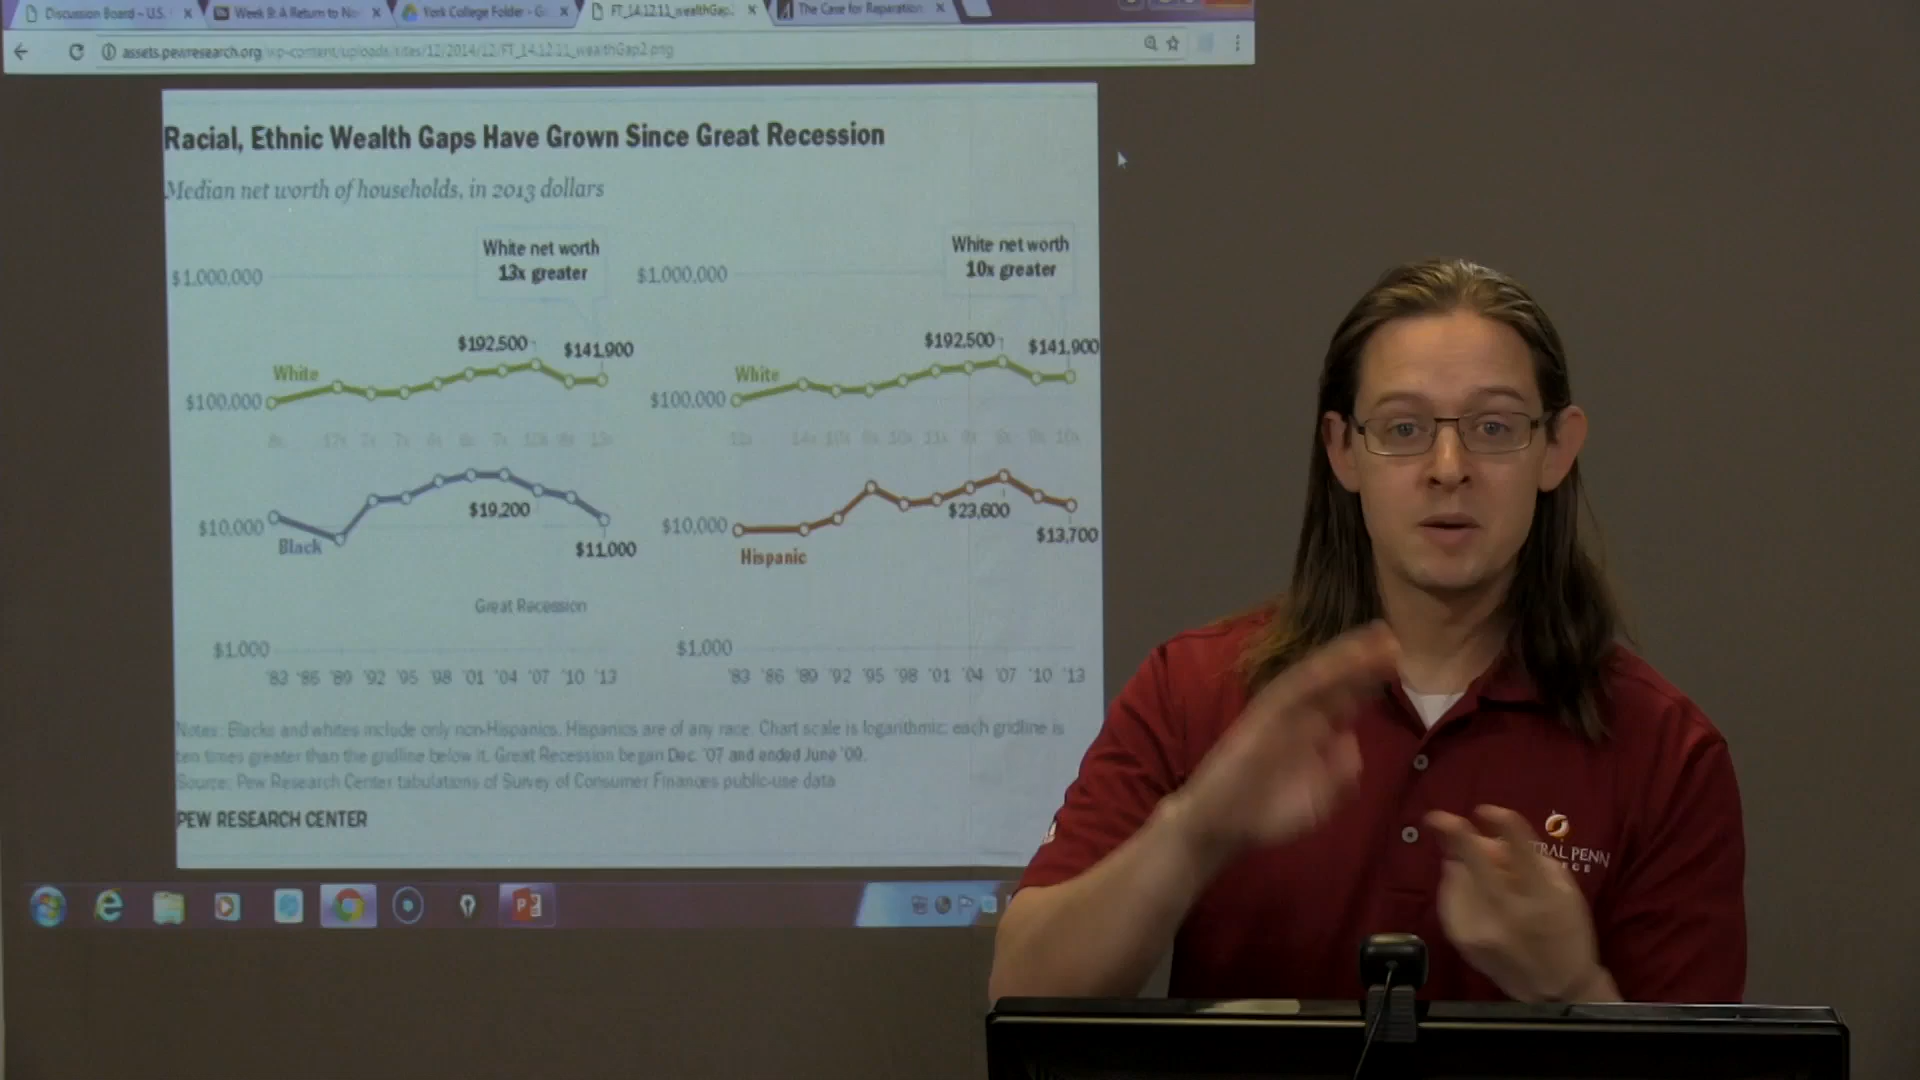 Discussion Board - U.S.
Week 9: A Return to No
York College Folder - G
FT_14.12.11_wealthGap
The Case for Reparation
assets.pewresearch.org/wp-content/uploads/sites/12/2014/12/FT_14.12.11_wealthGap2.png
Racial, Ethnic Wealth Gaps Have Grown Since Great Recession
Median net worth of households, in 2013 dollars
White net worth
13x greater
$1,000,000
$192,500
$141,900
White
$100,000
$10,000
Black
$19,200
$11,000
Great Recession
$1,000
'83 '86 '89 '92 '95 '98 '01 '04 '07 '10 '13
White net worth
10x greater
$1,000,000
$192,500
$141,900
White
$100,000
$10,000
Hispanic
$23,600
$13,700
$1,000
'83 '86 '89 '92 '95 '98 '01 '04 '07 '10 '13
Notes: Blacks and whites include only non-Hispanics. Hispanics are of any race. Chart scale is logarithmic; each gridline is
ten times greater than the gridline below it. Great Recession began Dec. '07 and ended June '09.
Source: Pew Research Center tabulations of Survey of Consumer Finances public-use data
PEW RESEARCH CENTER
TRAL PENN
EGE